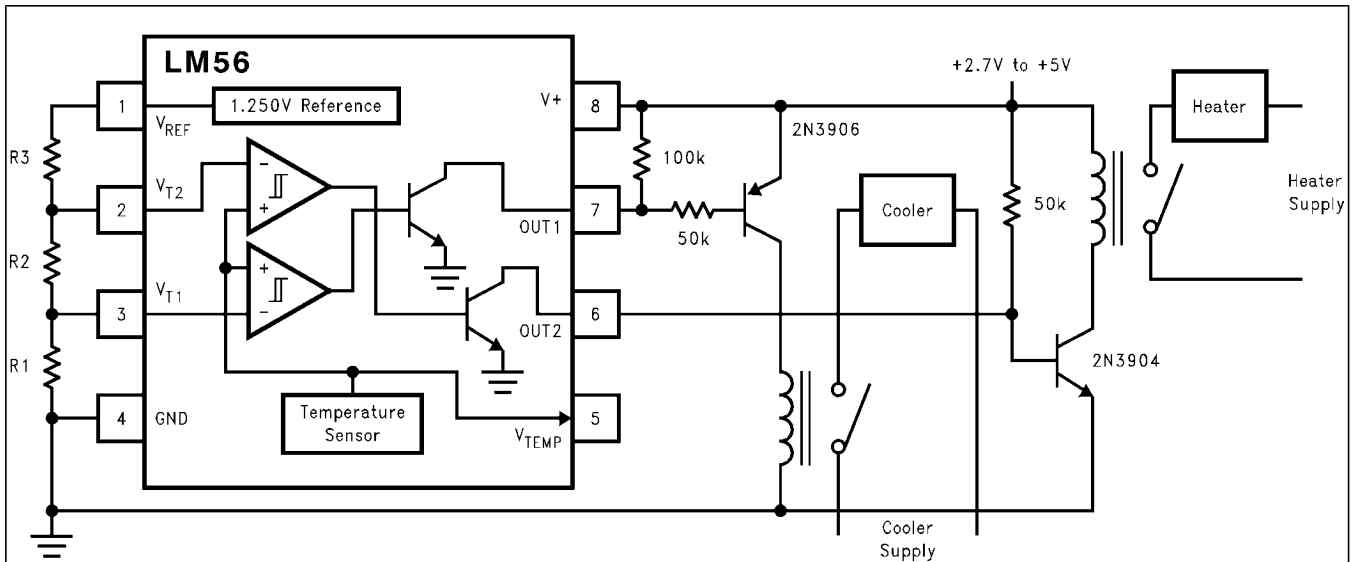 LM56
+2.7V to +5V
1
1.250V Reference
V+
8
2N3906
Heater
VREF
R3
100k
VT2
2
7
OUT1
50k
Cooler
50k
Heater
Supply
R2
VT1
3
6
OUT2
R1
2N3904
4
GND
Temperature
Sensor
VTEMP
5
Cooler
Supply
−
+
+
−